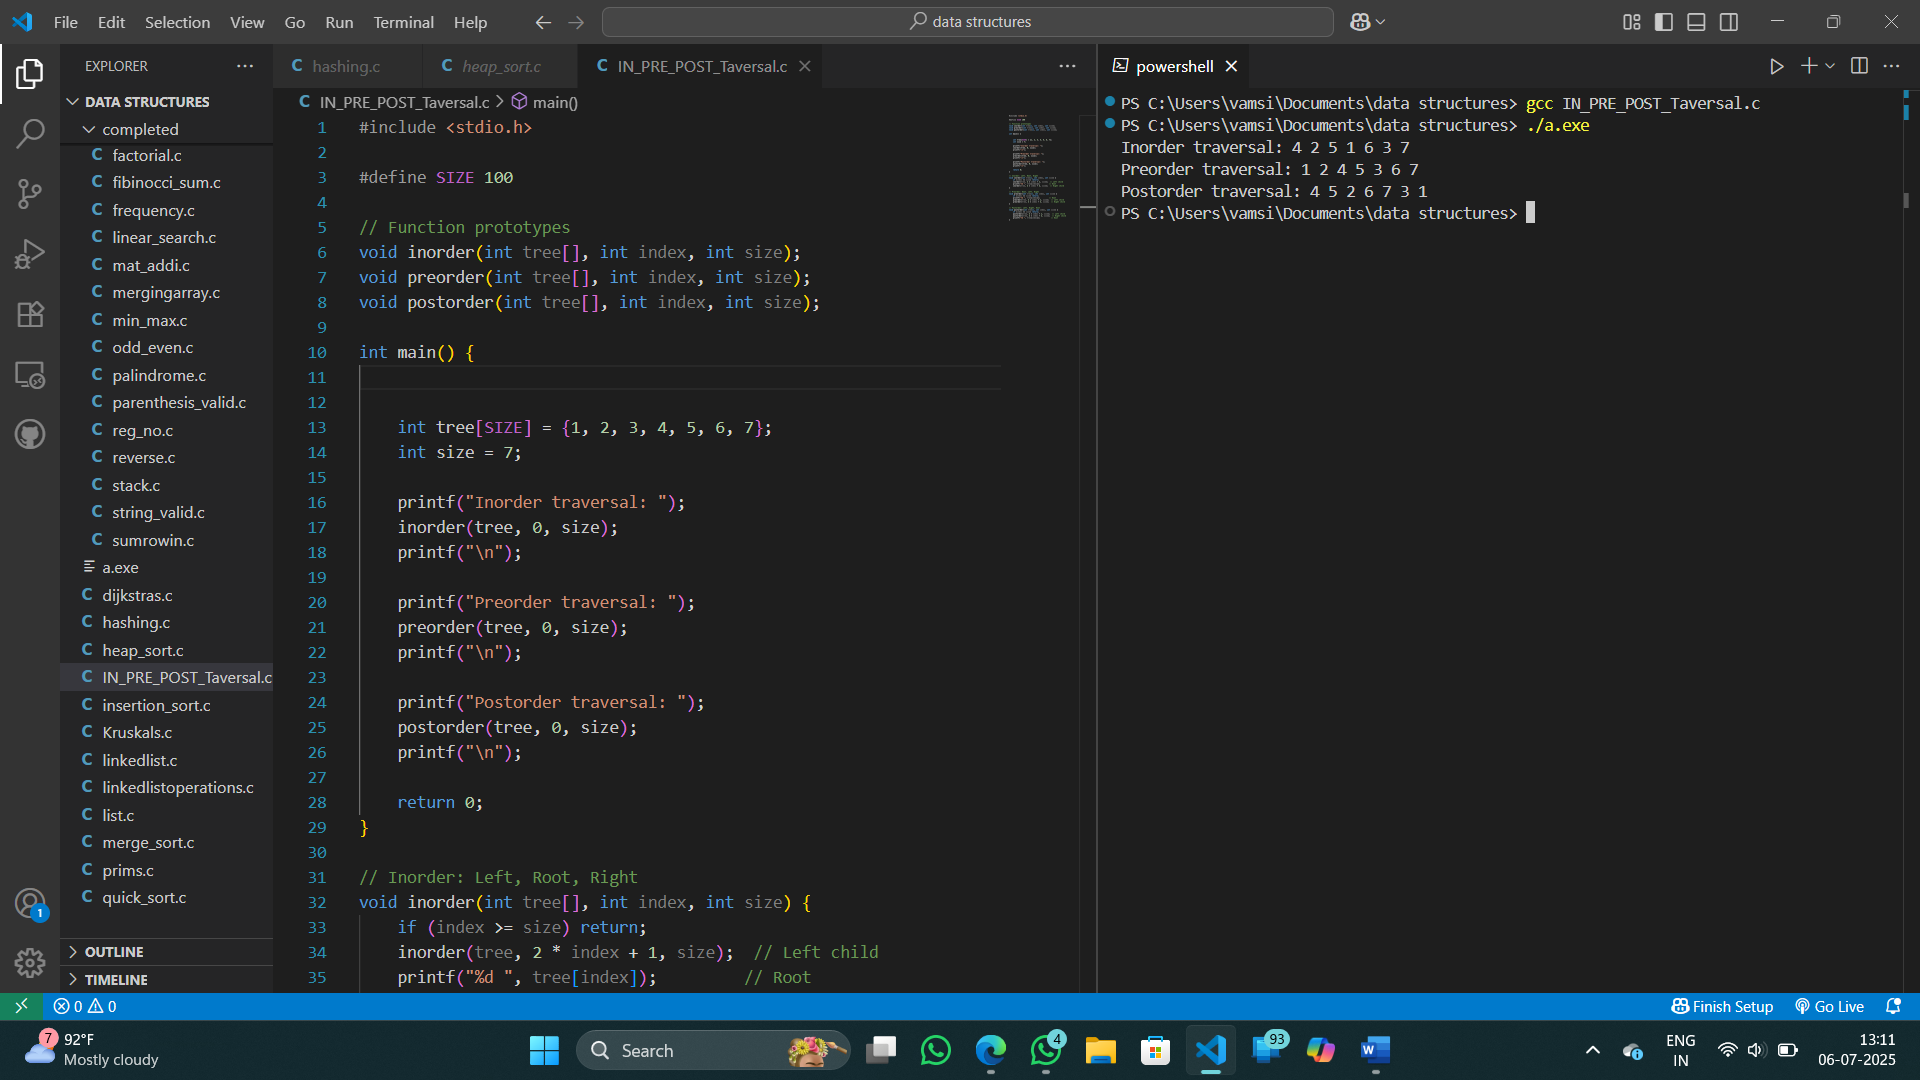 File Edit Selection View Go Run Terminal Help
data structures
EXPLORER
DATA STRUCTURES
completed
factorial.c
fibinocci_sum.c
frequency.c
linear_search.c
mat_addi.c
mergingarray.c
min_max.c
odd_even.c
palindrome.c
parenthesis_valid.c
reg_no.c
reverse.c
stack.c
string_valid.c
sumrowin.c
a.exe
dijkstras.c
hashing.c
heap_sort.c
IN_PRE_POST_Taversal.c
insertion_sort.c
Kruskals.c
linkedlist.c
linkedlistoperations.c
list.c
merge_sort.c
prims.c
quick_sort.c
OUTLINE
TIMELINE
1
C hashing.c C heap_sort.c C IN_PRE_POST_Taversal.c
C IN_PRE_POST_Taversal.c > main()
1 #include <stdio.h>
2
3 #define SIZE 100
4
5 // Function prototypes
6 void inorder(int tree[], int index, int size);
7 void preorder(int tree[], int index, int size);
8 void postorder(int tree[], int index, int size);
9
10 int main() {
11
12
13 int tree[SIZE] = {1, 2, 3, 4, 5, 6, 7};
14 int size = 7;
15
16 printf("Inorder traversal: ");
17 inorder(tree, 0, size);
18 printf("\n");
19
20 printf("Preorder traversal: ");
21 preorder(tree, 0, size);
22 printf("\n");
23
24 printf("Postorder traversal: ");
25 postorder(tree, 0, size);
26 printf("\n");
27
28 return 0;
29 }
30
31 // Inorder: Left, Root, Right
32 void inorder(int tree[], int index, int size) {
33 if (index >= size) return;
34 inorder(tree, 2 * index + 1, size); // Left child
35 printf("%d ", tree[index]); // Root
powershell
PS C:\Users\vamsi\Documents\data structures> gcc IN_PRE_POST_Taversal.c
PS C:\Users\vamsi\Documents\data structures> ./a.exe
Inorder traversal: 4 2 5 1 6 3 7
Preorder traversal: 1 2 4 5 3 6 7
Postorder traversal: 4 5 2 6 7 3 1
PS C:\Users\vamsi\Documents\data structures>
0 0
Finish Setup Go Live
7
92°F
Mostly cloudy
Search
4
93
W
ENG
IN
13:11
06-07-2025